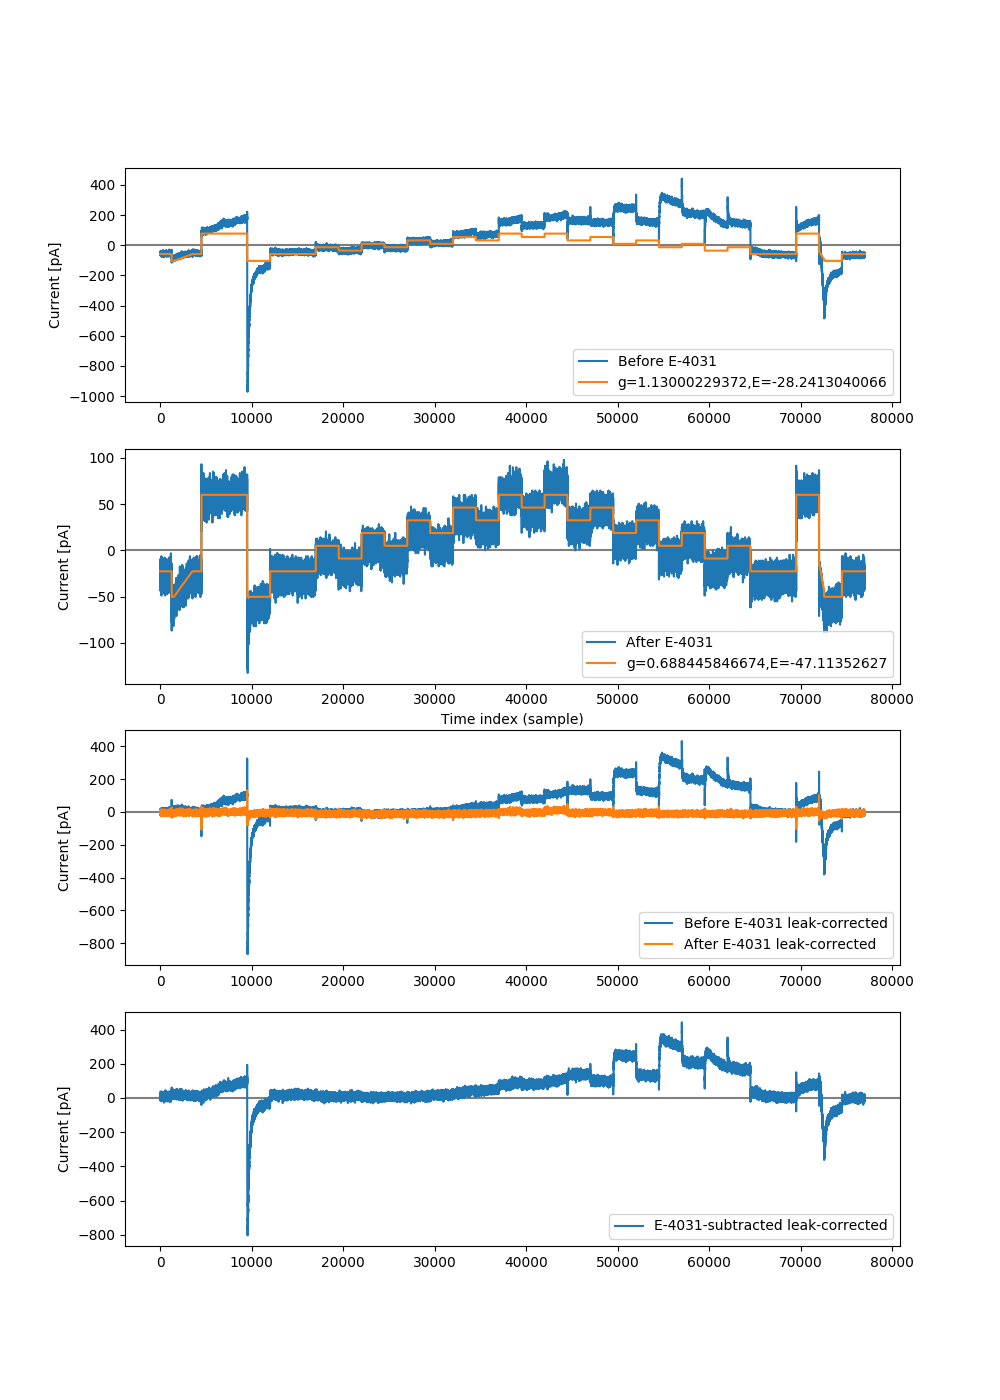 400
200
0
−200
−400
−600
−800
−1000
Current [pA]
Before E-4031
g=1.13000229372,E=-28.2413040066
0 10000 20000 30000 40000 50000 60000 70000 80000
100
50
0
−50
−100
Current [pA]
After E-4031
g=0.688445846674,E=-47.11352627
0 10000 20000 30000 40000 50000 60000 70000 80000
Time index (sample)
400
200
0
−200
−400
−600
−800
Current [pA]
Before E-4031 leak-corrected
After E-4031 leak-corrected
0 10000 20000 30000 40000 50000 60000 70000 80000
400
200
0
−200
−400
−600
−800
Current [pA]
E-4031-subtracted leak-corrected
0 10000 20000 30000 40000 50000 60000 70000 80000